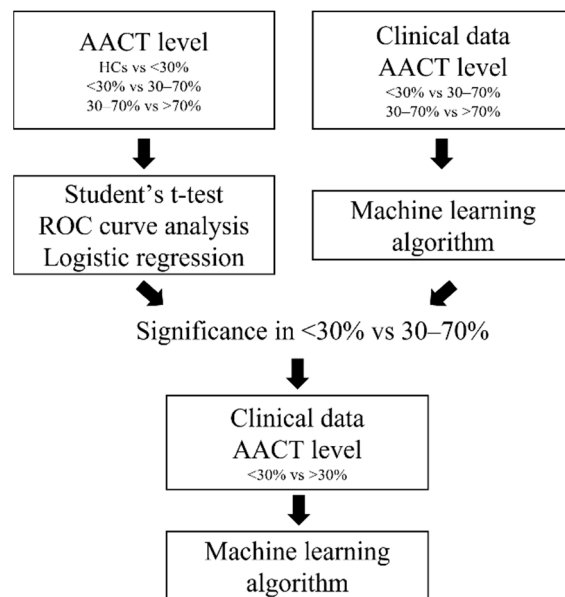 AACT level
HCs vs <30%
<30% vs 30–70%
30–70% vs >70%
Clinical data
AACT level
<30% vs 30–70%
30–70% vs >70%
Student's t-test
ROC curve analysis
Logistic regression
Machine learning
algorithm
Significance in <30% vs 30–70%
Clinical data
AACT level
<30% vs >30%
Machine learning
algorithm